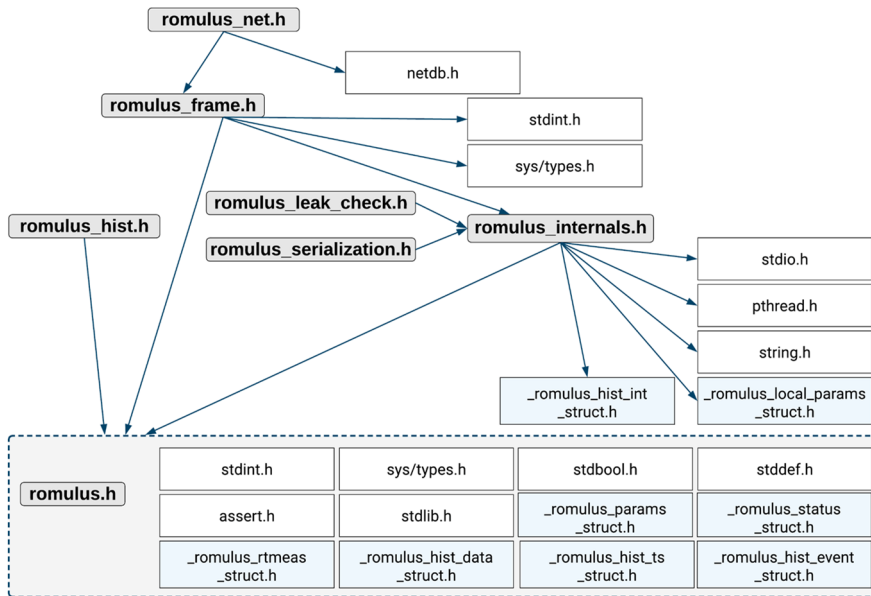 romulus_net.h
netdb.h
romulus_frame.h
stdint.h
sys/types.h
romulus_leak_check.h
romulus_hist.h
romulus_internals.h
romulus_serialization.h
stdio.h
pthread.h
string.h
_romulus_hist_int
_struct.h
_romulus_local_params
_struct.h
romulus.h
stdint.h
sys/types.h
stdbool.h
stddef.h
assert.h
stdlib.h
_romulus_params
_struct.h
_romulus_status
_struct.h
_romulus_rtmeas
_struct.h
_romulus_hist_data
_struct.h
_romulus_hist_ts
_struct.h
_romulus_hist_event
_struct.h